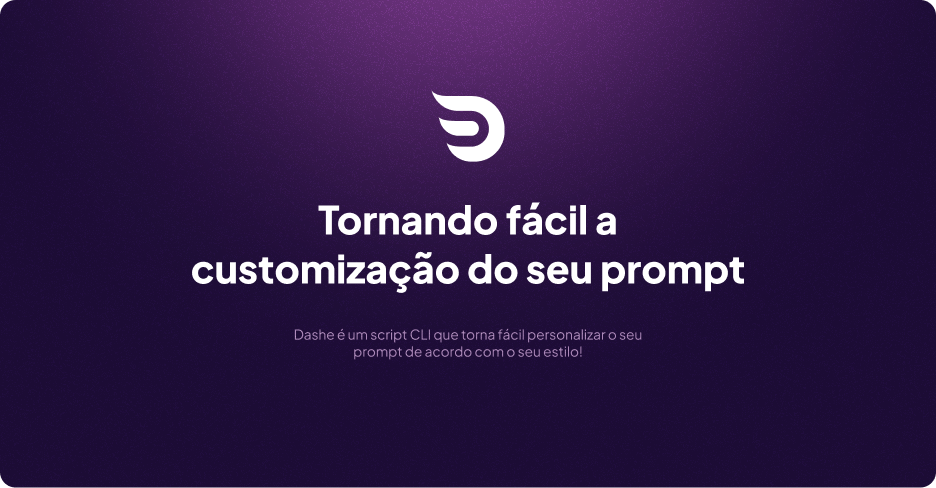 Tornando fácil a
customização do seu prompt
Dashe é um script CLI que torna fácil personalizar o seu
prompt de acordo com o seu estilo!